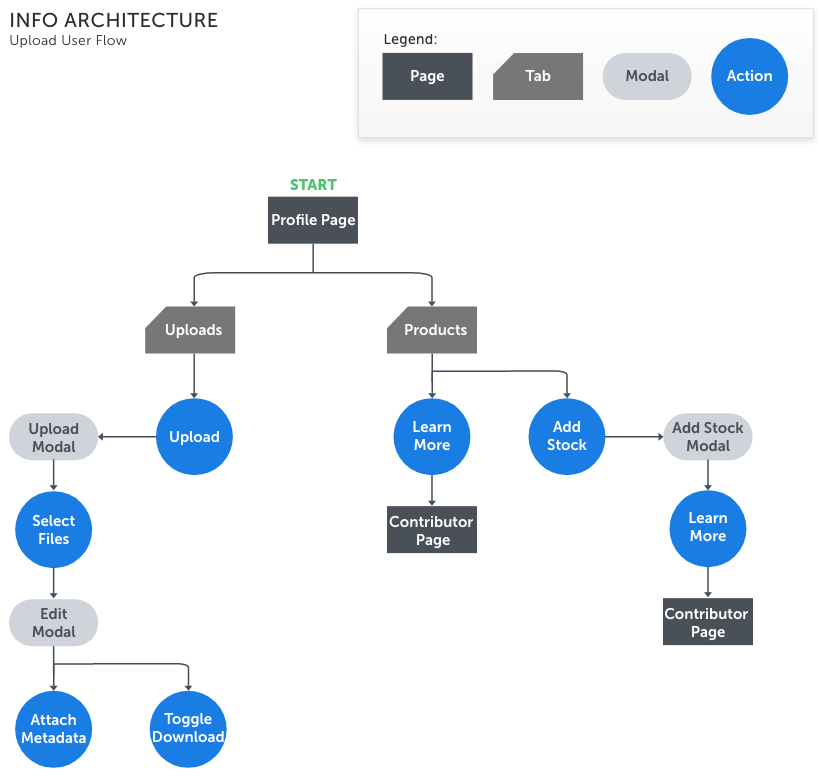 INFO ARCHITECTURE
Upload User Flow
Legend:
Page
Tab
Modal
Action
START
Profile Page
Uploads
Products
Upload
Modal
Upload
Learn
More
Add
Stock
Add Stock
Modal
Select
Files
Contributor
Page
Learn
More
Edit
Modal
Contributor
Page
Attach
Metadata
Toggle
Download